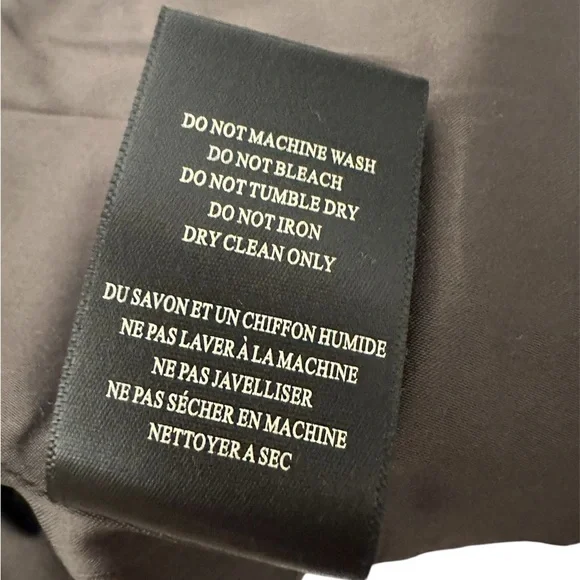 DO NOT MACHINE WASH
DO NOT BLEACH
DO NOT TUMBLE DRY
DO NOT IRON
DRY CLEAN ONLY
DU SAVON ET UN CHIFFON HUMIDE
NE PAS LAVER À LA MACHINE
NE PAS JAVELLISER
NE PAS SÉCHER EN MACHINE
NETTOYER A SEC